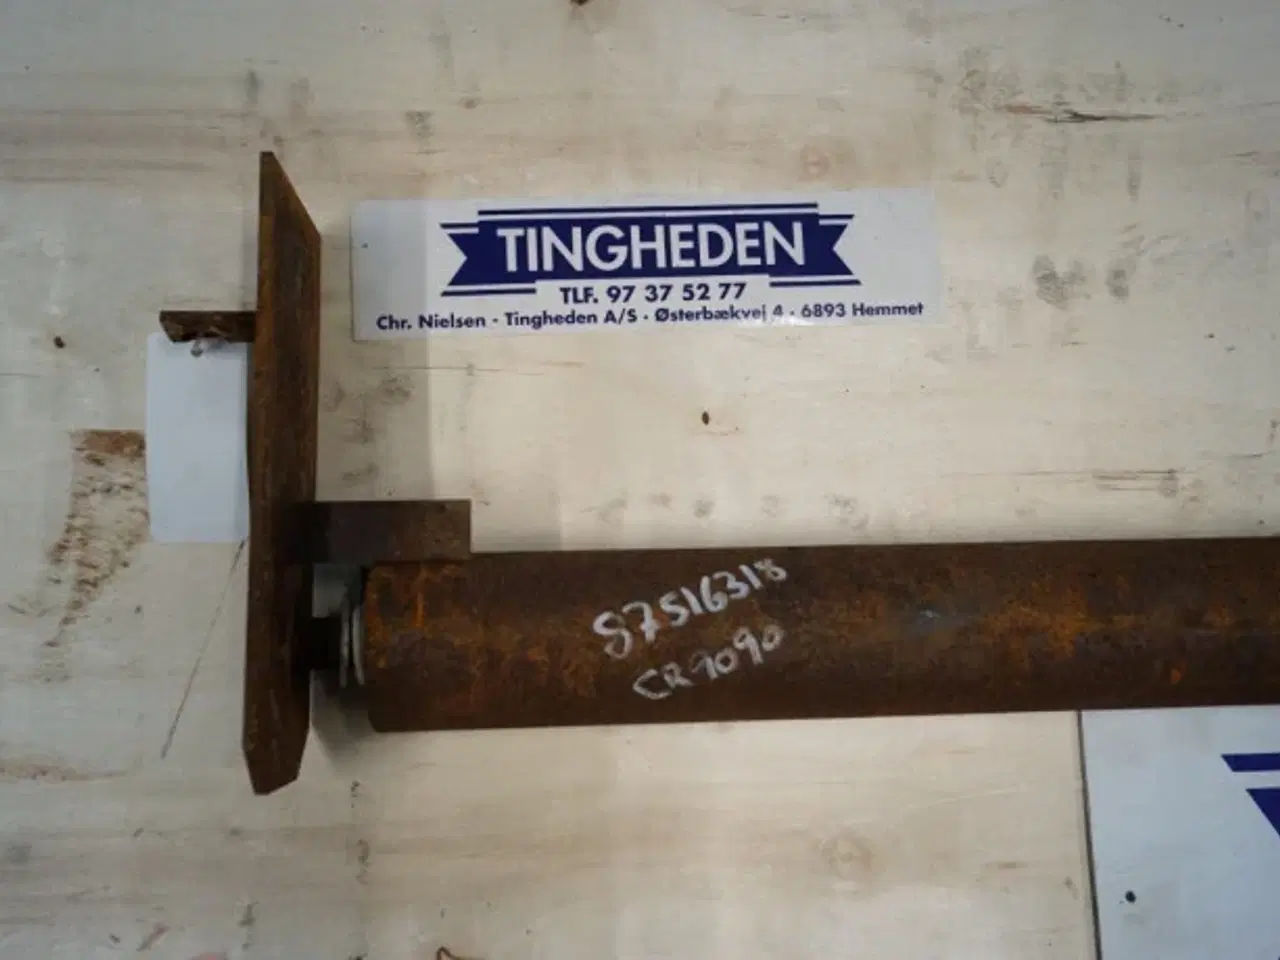 TINGHEDEN
TLF. 97 37 52 77
Chr. Nielsen - Tingheden A/S · Østerbækvej 4 · 6893 Hemmet
87516318
CR9090